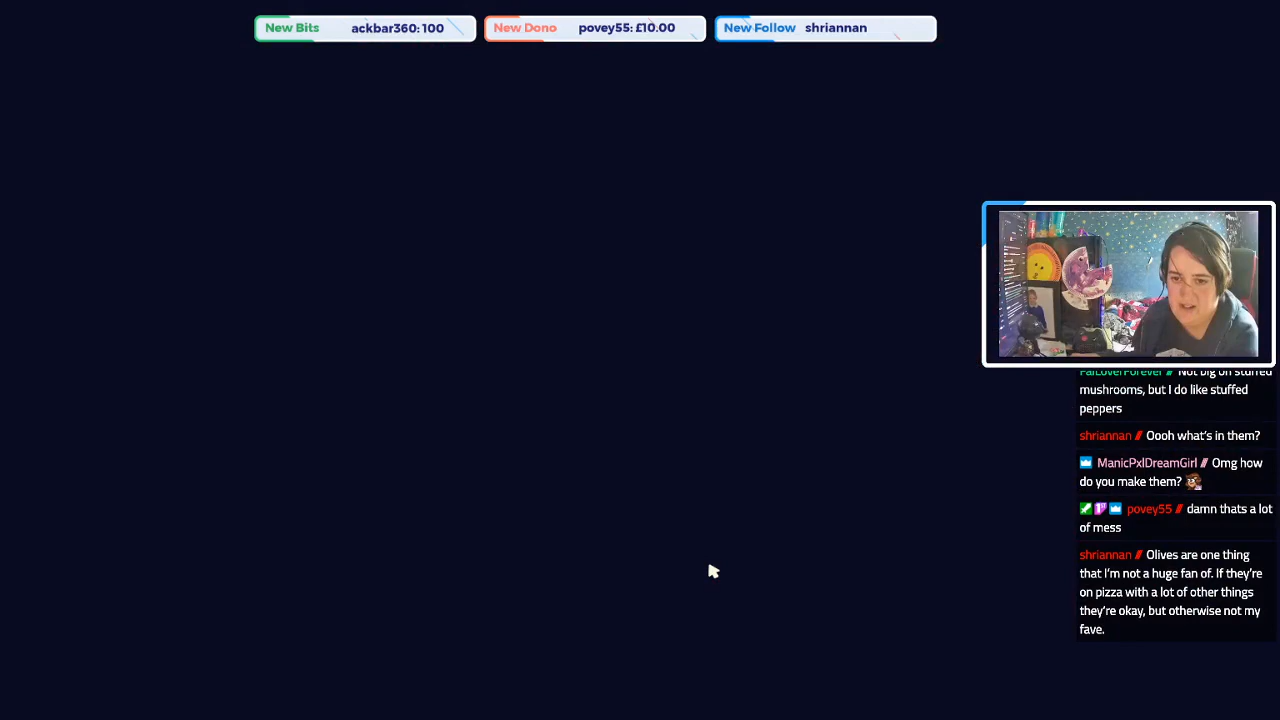 New Bits ackbar360: 100 New Dono povey55: £10.00 New Follow shriannan
FalLoverForever // Not big on stuffed
mushrooms, but I do like stuffed
peppers
shriannan // Oooh what's in them?
ManicPxlDreamGirl // Omg how
do you make them?
povey55 // damn thats a lot
of mess
shriannan // Olives are one thing
that I'm not a huge fan of. If they're
on pizza with a lot of other things
they're okay, but otherwise not my
fave.